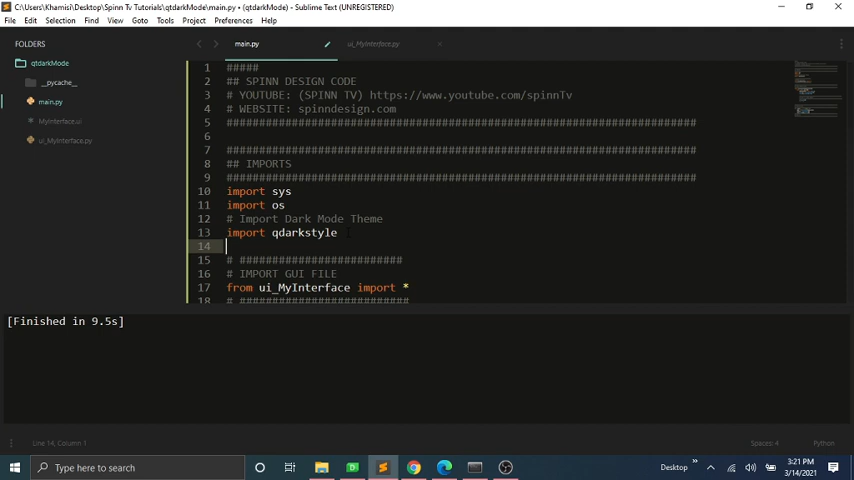 C:\Users\Khamisi\Desktop\Spinn Tv Tutorials\qtdarkMode\main.py • (qtdarkMode) - Sublime Text (UNREGISTERED)
File Edit Selection Find View Goto Tools Project Preferences Help
FOLDERS
qtdarkMode
__pycache__
main.py
MyInterface.ui
ui_MyInterface.py
main.py ui_MyInterface.py
1 #####
2 ## SPINN DESIGN CODE
3 # YOUTUBE: (SPINN TV) https://www.youtube.com/spinnTv
4 # WEBSITE: spinndesign.com
5 ########################################################################
6
7 ########################################################################
8 ## IMPORTS
9 ########################################################################
10 import sys
11 import os
12 # Import Dark Mode Theme
13 import qdarkstyle
14
15 # #########################
16 # IMPORT GUI FILE
17 from ui_MyInterface import *
18 # ##########################
[Finished in 9.5s]
Line 14, Column 1 Spaces: 4 Python
Type here to search Desktop 3:21 PM
3/14/2021